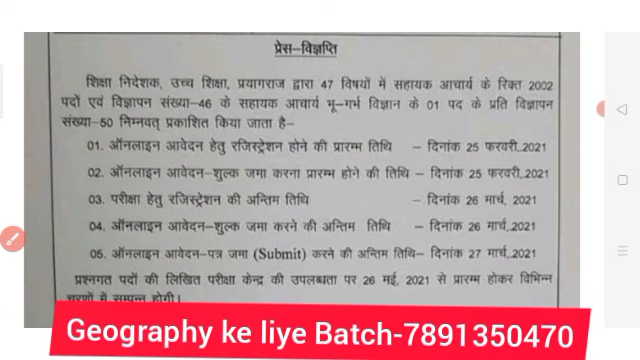 प्रेस–विज्ञप्ति
शिक्षा निदेशक, उच्च शिक्षा, प्रयागराज द्वारा 47 विषयों में सहायक आचार्य के रिक्त 2002
पदों एवं विज्ञापन संख्या–46 के सहायक आचार्य भू–गर्भ विज्ञान के 01 पद के प्रति विज्ञापन
संख्या–50 निम्नवत् प्रकाशित किया जाता है–
01. ऑनलाइन आवेदन हेतु रजिस्ट्रेशन होने की प्रारम्भ तिथि – दिनांक 25 फरवरी, 2021
02. ऑनलाइन आवेदन–शुल्क जमा करना प्रारम्भ होने की तिथि – दिनांक 25 फरवरी, 2021
03. परीक्षा हेतु रजिस्ट्रेशन की अन्तिम तिथि – दिनांक 26 मार्च, 2021
04. ऑनलाइन आवेदन–शुल्क जमा करने की अन्तिम तिथि – दिनांक 26 मार्च, 2021
05. ऑनलाइन आवेदन–पत्र जमा (Submit) करने की अन्तिम तिथि– दिनांक 27 मार्च, 2021
प्रश्नगत पदों की लिखित परीक्षा केन्द्र की उपलब्धता पर 26 मई, 2021 से प्रारम्भ होकर विभिन्न
चरणों में सम्पन्न होगी।
Geography ke liye Batch-7891350470